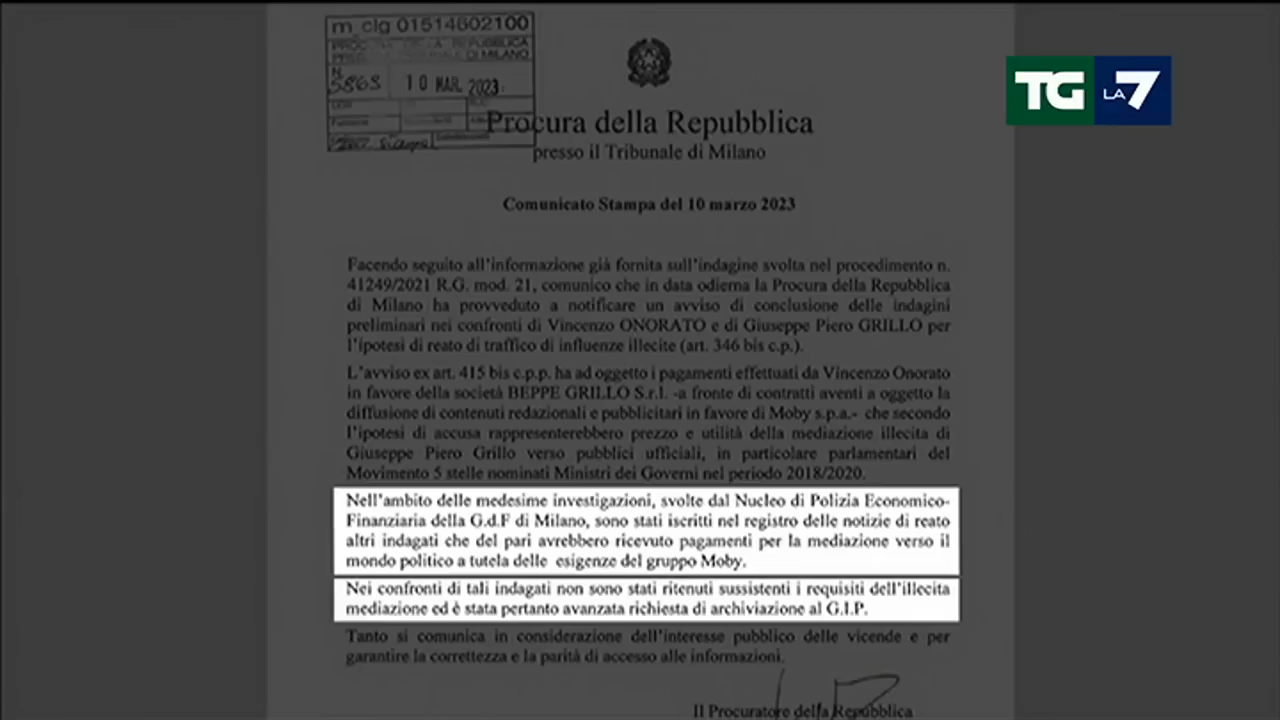 m_clg 01514602100
PROCURA DELLA REPUBBLICA
TRIBUNALE DI MILANO
N.
5863
10 MAR. 2023
TG LA7
Procura della Repubblica
presso il Tribunale di Milano
Comunicato Stampa del 10 marzo 2023
Facendo seguito all'informazione già fornita sull'indagine svolta nel procedimento n.
41249/2021 R.G. mod. 21, comunico che in data odierna la Procura della Repubblica
di Milano ha provveduto a notificare un avviso di conclusione delle indagini
preliminari nei confronti di Vincenzo ONORATO e di Giuseppe Piero GRILLO per
l'ipotesi di reato di traffico di influenze illecite (art. 346 bis c.p.).
L'avviso ex art. 415 bis c.p.p. ha ad oggetto i pagamenti effettuati da Vincenzo Onorato
in favore della società BEPPE GRILLO S.r.l. -a fronte di contratti aventi a oggetto la
diffusione di contenuti redazionali e pubblicitari in favore di Moby s.p.a.- che secondo
l'ipotesi di accusa rappresenterebbero prezzo e utilità della mediazione illecita di
Giuseppe Piero Grillo verso pubblici ufficiali, in particolare parlamentari del
Movimento 5 stelle nominati Ministri dei Governi nel periodo 2018/2020.
Nell'ambito delle medesime investigazioni, svolte dal Nucleo di Polizia Economico-
Finanziaria della G.d.F di Milano, sono stati iscritti nel registro delle notizie di reato
altri indagati che del pari avrebbero ricevuto pagamenti per la mediazione verso il
mondo politico a tutela delle esigenze del gruppo Moby.
Nei confronti di tali indagati non sono stati ritenuti sussistenti i requisiti dell'illecita
mediazione ed è stata pertanto avanzata richiesta di archiviazione al G.I.P.
Tanto si comunica in considerazione dell'interesse pubblico delle vicende e per
garantire la correttezza e la parità di accesso alle informazioni.
Il Procuratore della Repubblica